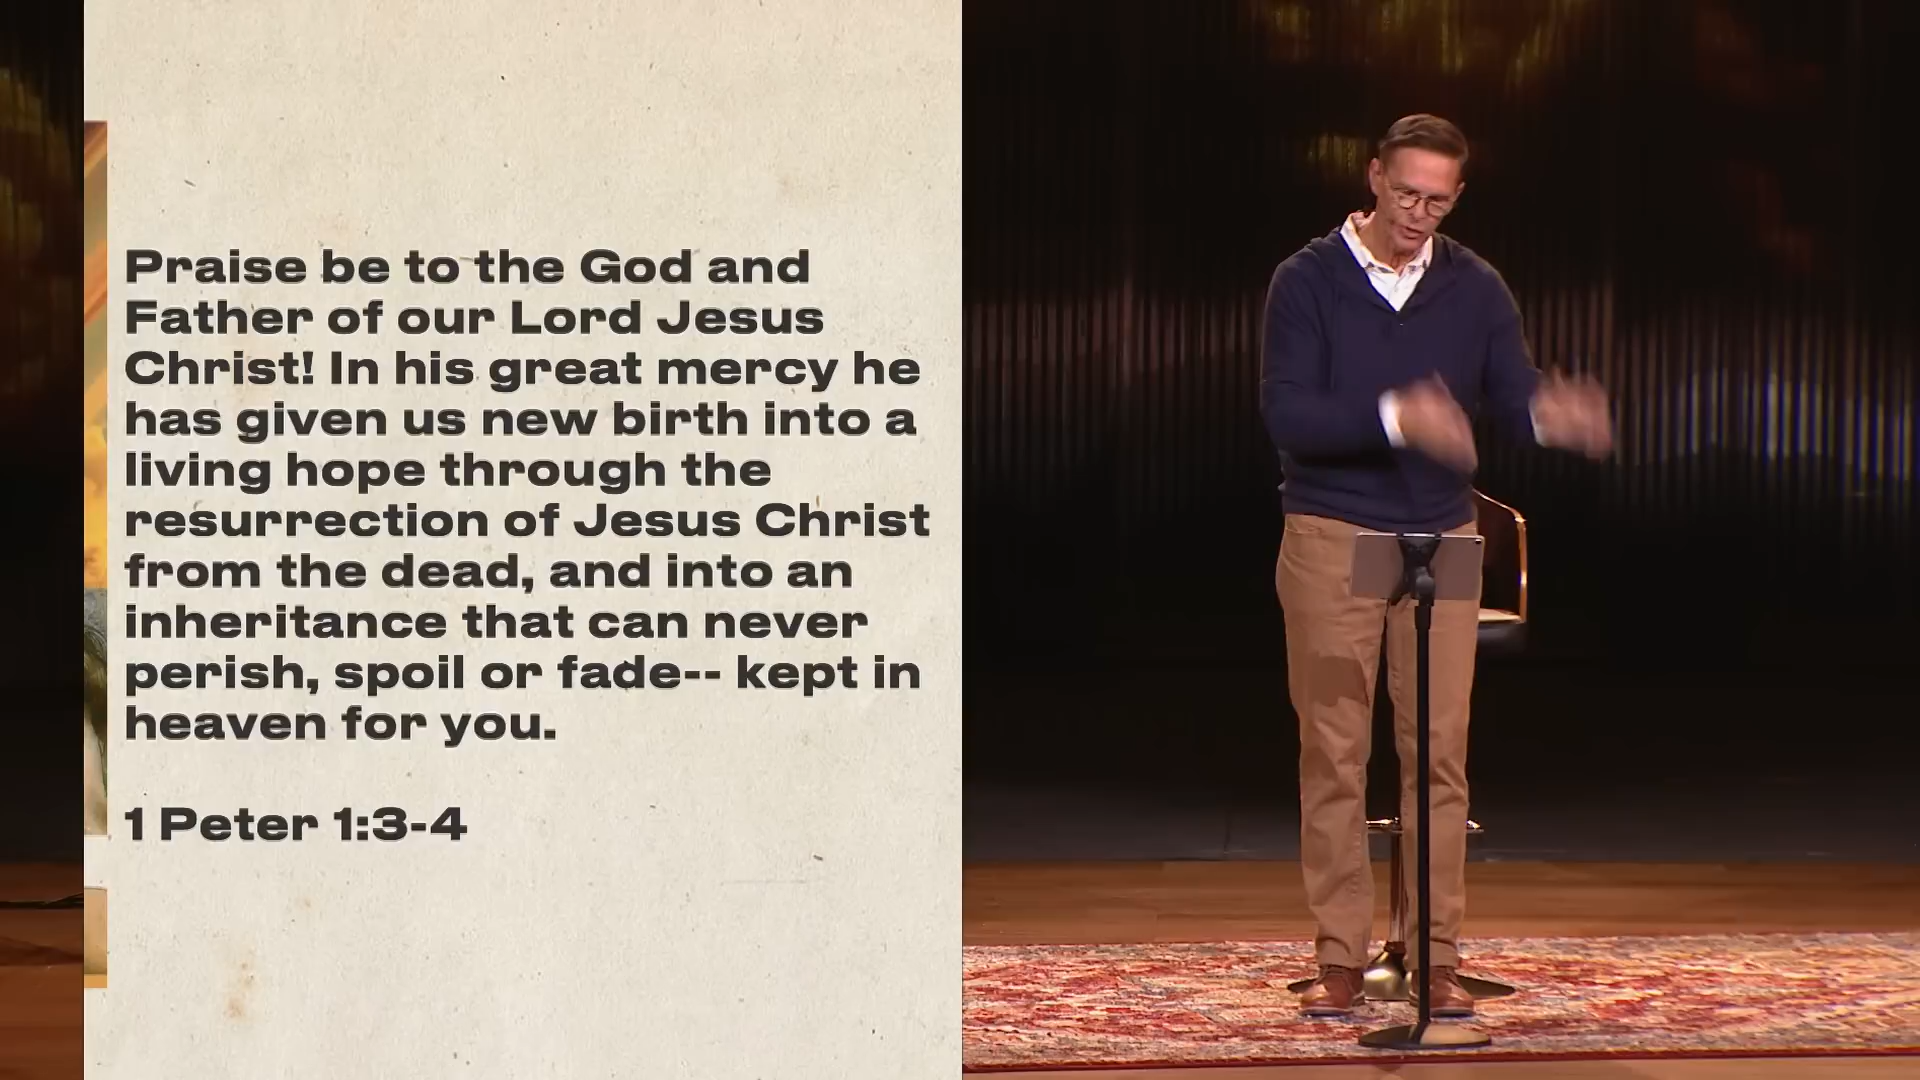 Praise be to the God and
Father of our Lord Jesus
Christ! In his great mercy he
has given us new birth into a
living hope through the
resurrection of Jesus Christ
from the dead, and into an
inheritance that can never
perish, spoil or fade-- kept in
heaven for you.
1 Peter 1:3-4